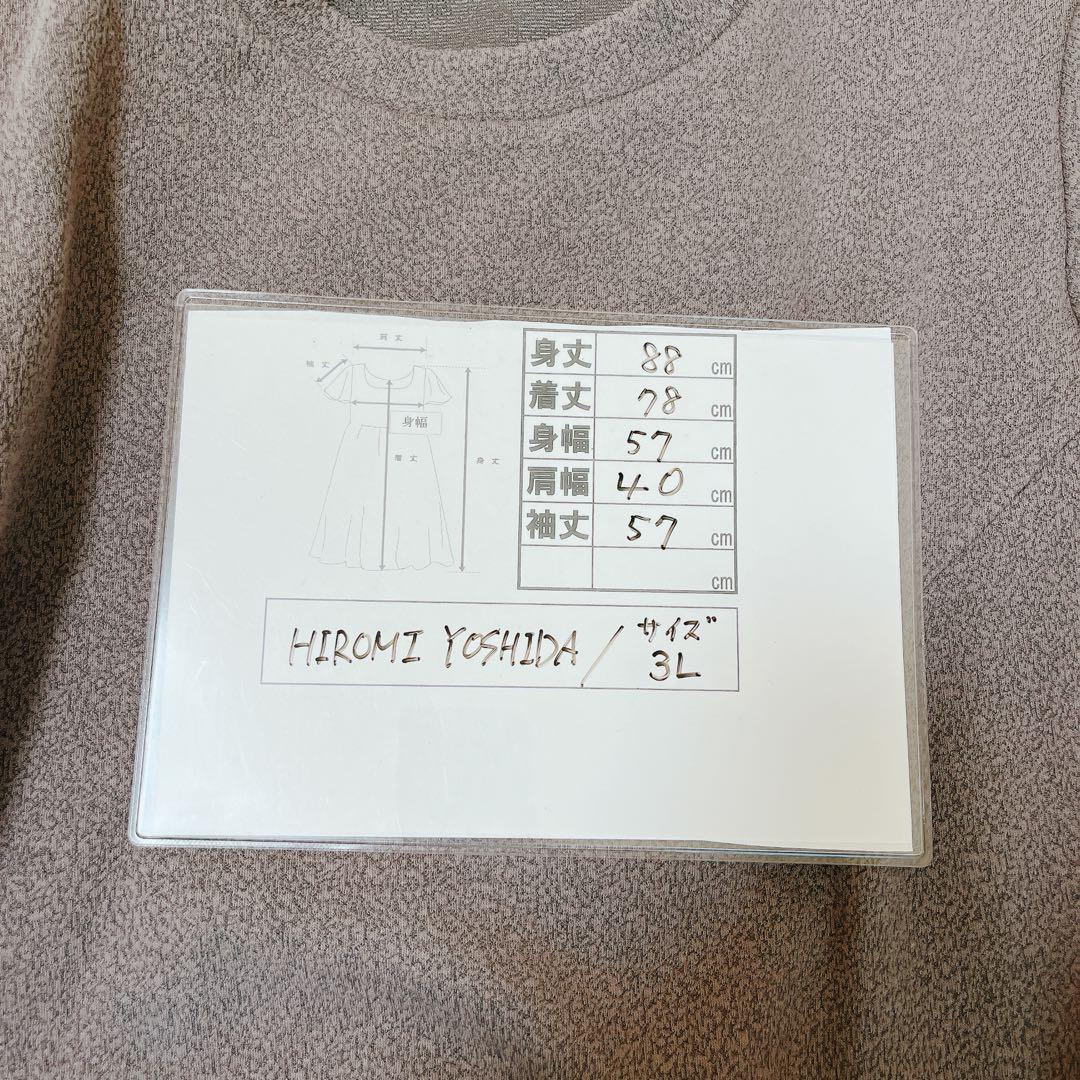 肩 丈
袖 丈
身幅
着 丈
身 丈
身丈 88 cm
着丈 78 cm
身幅 57 cm
肩幅 40 cm
袖丈 57 cm
cm
HIROMI YOSHIDA / サイズ
3L